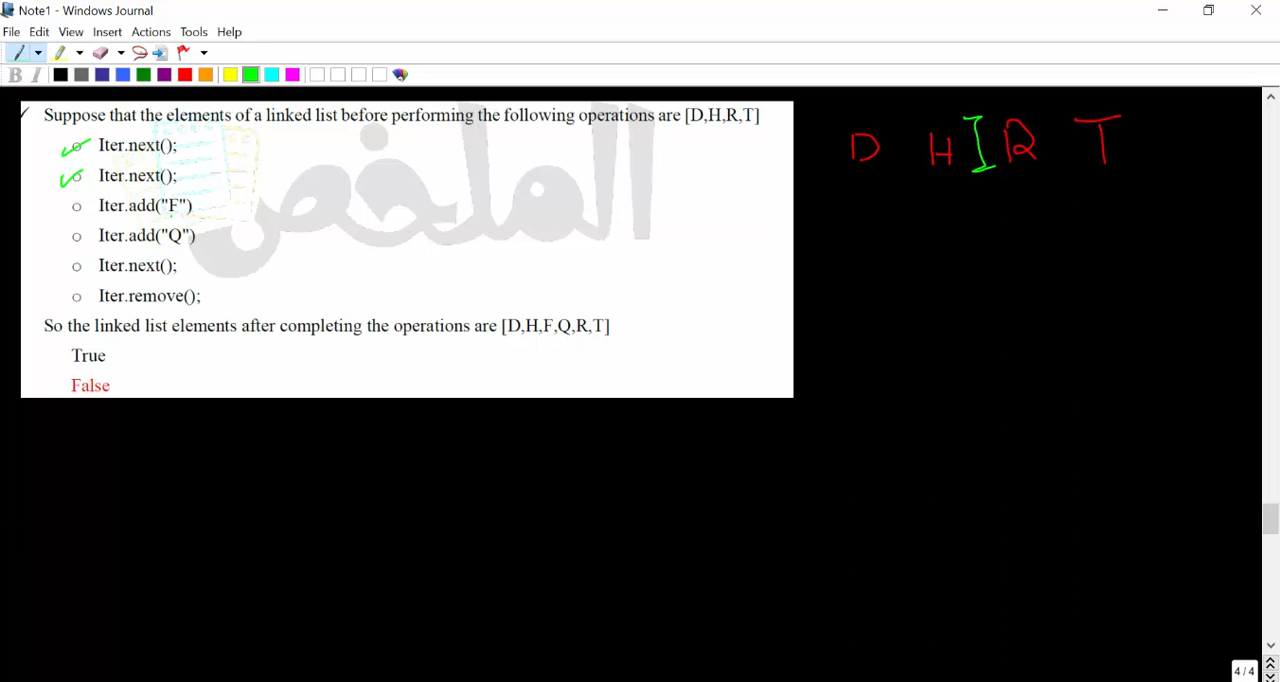 Note1 - Windows Journal
File Edit View Insert Actions Tools Help
B I
Suppose that the elements of a linked list before performing the following operations are [D,H,R,T]
D H I R T
Iter.next();
Iter.next();
Iter.add("F")
Iter.add("Q")
Iter.next();
Iter.remove();
So the linked list elements after completing the operations are [D,H,F,Q,R,T]
True
False
الملخص
4 / 4